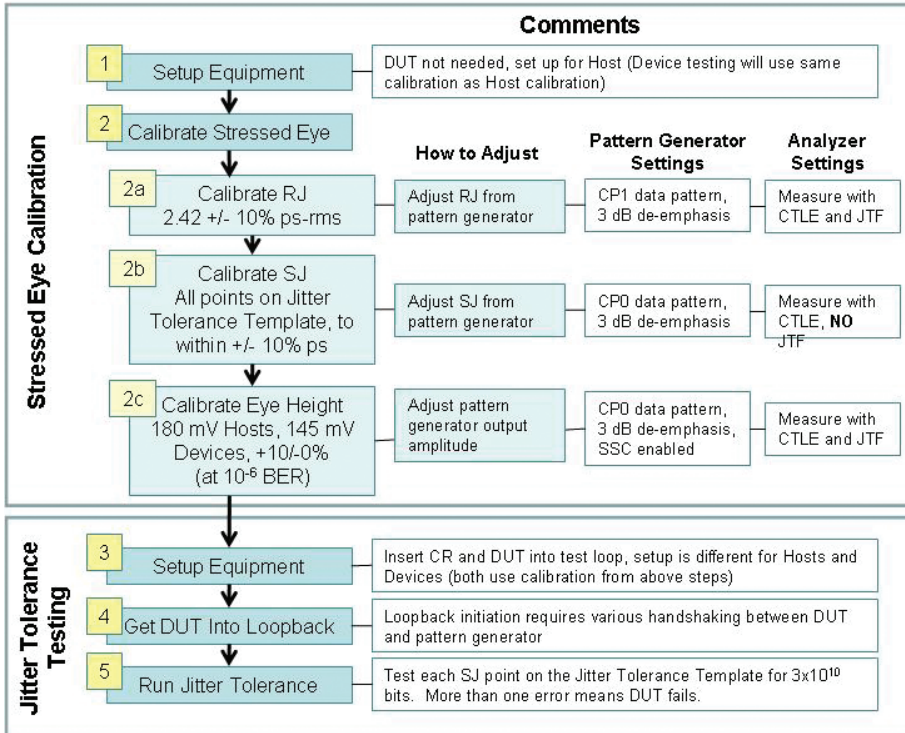 Comments
Stressed Eye Calibration
1
Setup Equipment
DUT not needed, set up for Host (Device testing will use same
calibration as Host calibration)
2
Calibrate Stressed Eye
How to Adjust
Pattern Generator
Settings
Analyzer
Settings
2a
Calibrate RJ
2.42 +/- 10% ps-rms
Adjust RJ from
pattern generator
CP1 data pattern,
3 dB de-emphasis
Measure with
CTLE and JTF
2b
Calibrate SJ
All points on Jitter
Tolerance Template, to
within +/- 10% ps
Adjust SJ from
pattern generator
CP0 data pattern,
3 dB de-emphasis
Measure with
CTLE, NO
JTF
2c
Calibrate Eye Height
180 mV Hosts, 145 mV
Devices, +10/-0%
(at 10⁻⁶ BER)
Adjust pattern
generator output
amplitude
CP0 data pattern,
3 dB de-emphasis,
SSC enabled
Measure with
CTLE and JTF
Jitter Tolerance
Testing
3
Setup Equipment
Insert CR and DUT into test loop, setup is different for Hosts and
Devices (both use calibration from above steps)
4
Get DUT Into Loopback
Loopback initiation requires various handshaking between DUT
and pattern generator
5
Run Jitter Tolerance
Test each SJ point on the Jitter Tolerance Template for 3x10¹⁰
bits. More than one error means DUT fails.